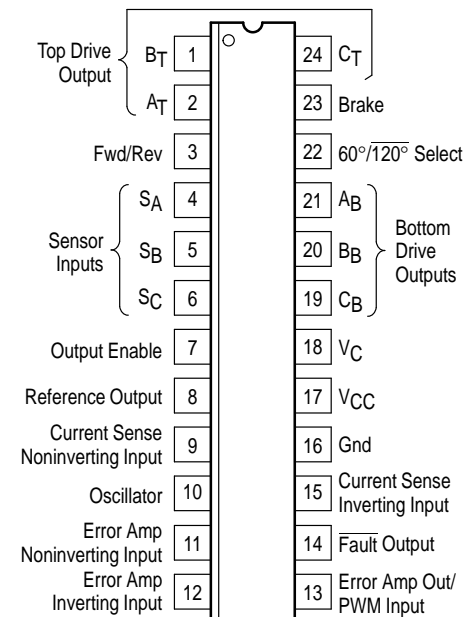 Top Drive
Output
BT 1
AT 2
Fwd/Rev 3
Sensor
Inputs
SA 4
SB 5
SC 6
Output Enable 7
Reference Output 8
Current Sense
Noninverting Input 9
Oscillator 10
Error Amp
Noninverting Input 11
Error Amp
Inverting Input 12
24 CT
23 Brake
22 60°/120° Select
21 AB
20 BB
19 CB
Bottom
Drive
Outputs
18 VC
17 VCC
16 Gnd
15 Current Sense
Inverting Input
14 Fault Output
13 Error Amp Out/
PWM Input